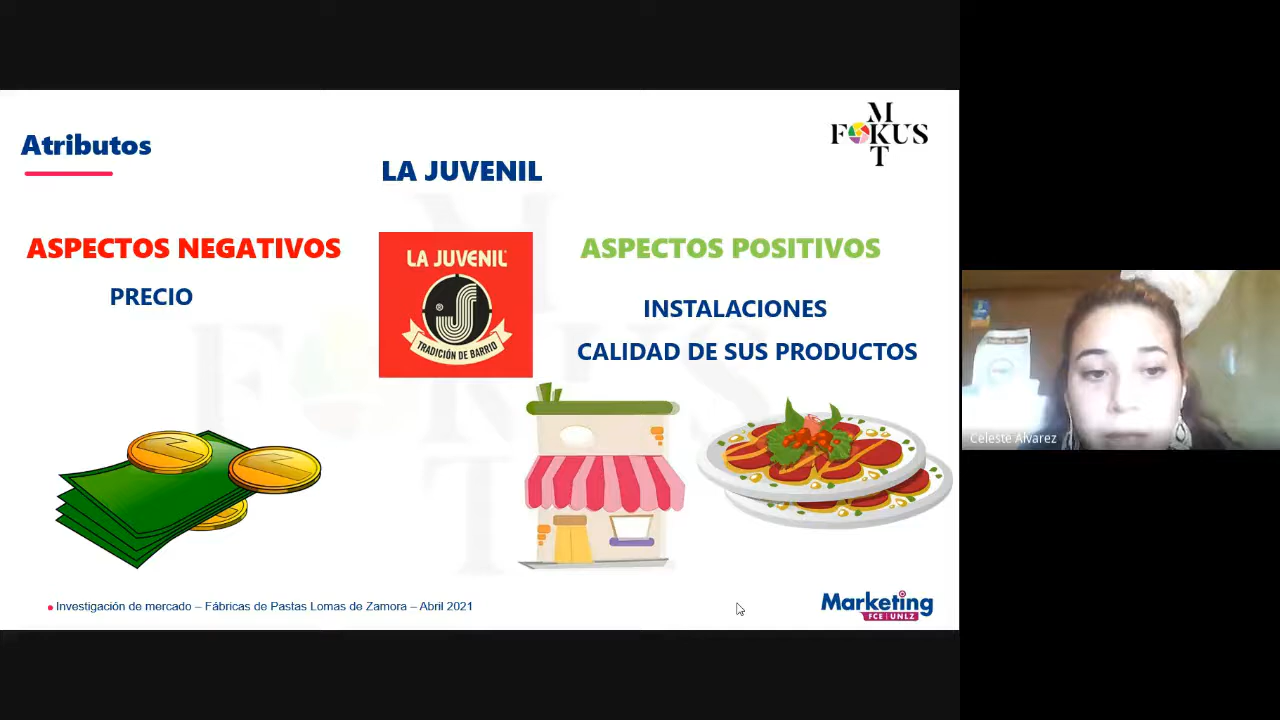 Atributos
M
FOKUS
T
LA JUVENIL
ASPECTOS NEGATIVOS
PRECIO
LA JUVENIL
®
TRADICIÓN DE BARRIO
ASPECTOS POSITIVOS
INSTALACIONES
CALIDAD DE SUS PRODUCTOS
Celeste Alvarez
Investigación de mercado – Fábricas de Pastas Lomas de Zamora – Abril 2021
Marketing
FCE | UNLZ